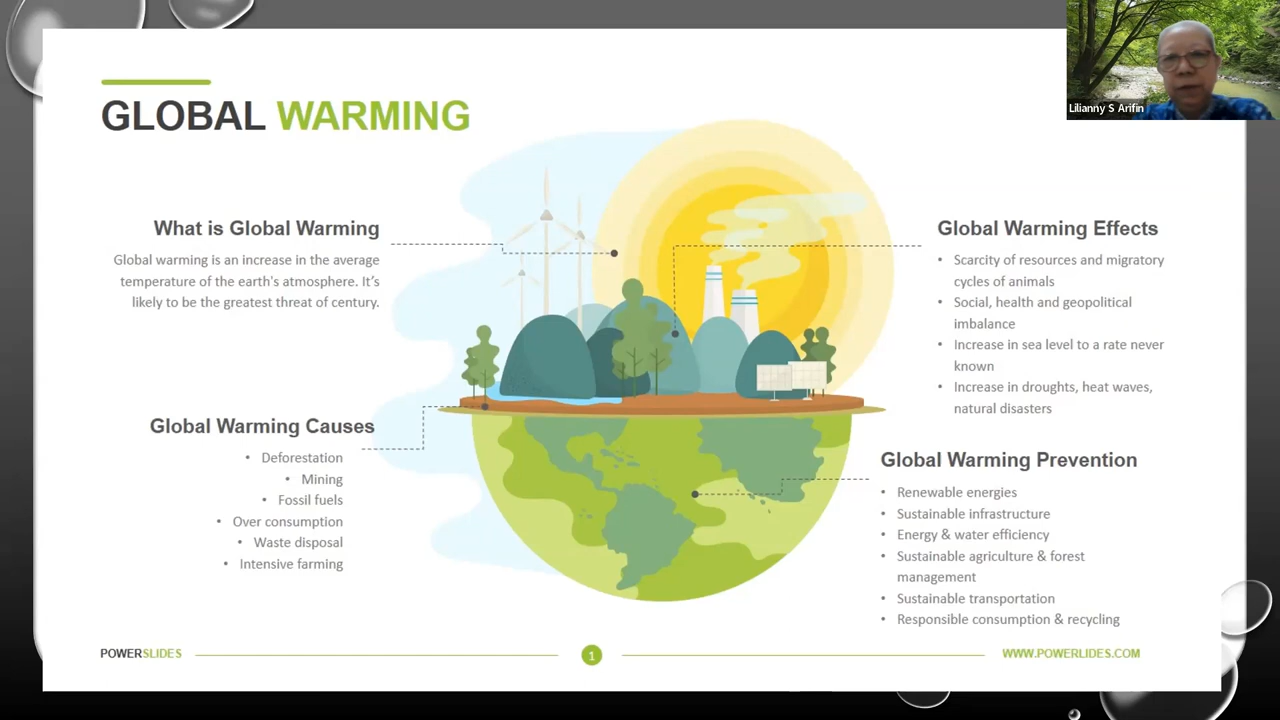 Lilianny S Arifin
GLOBAL WARMING
What is Global Warming
Global warming is an increase in the average
temperature of the earth's atmosphere. It's
likely to be the greatest threat of century.
Global Warming Causes
• Deforestation
• Mining
• Fossil fuels
• Over consumption
• Waste disposal
• Intensive farming
Global Warming Effects
• Scarcity of resources and migratory
cycles of animals
• Social, health and geopolitical
imbalance
• Increase in sea level to a rate never
known
• Increase in droughts, heat waves,
natural disasters
Global Warming Prevention
• Renewable energies
• Sustainable infrastructure
• Energy & water efficiency
• Sustainable agriculture & forest
management
• Sustainable transportation
• Responsible consumption & recycling
POWERSLIDES
1
WWW.POWERLIDES.COM